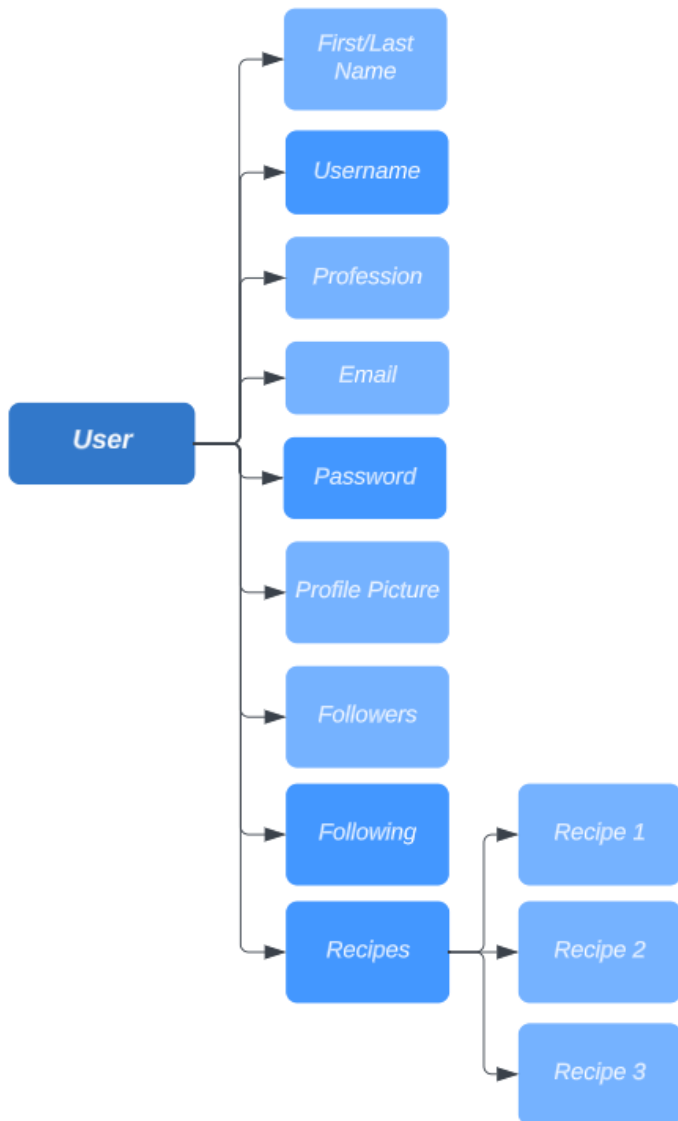 First/Last
Name
Username
Profession
Email
User
Password
Profile Picture
Followers
Following
Recipe 1
Recipes
Recipe 2
Recipe 3